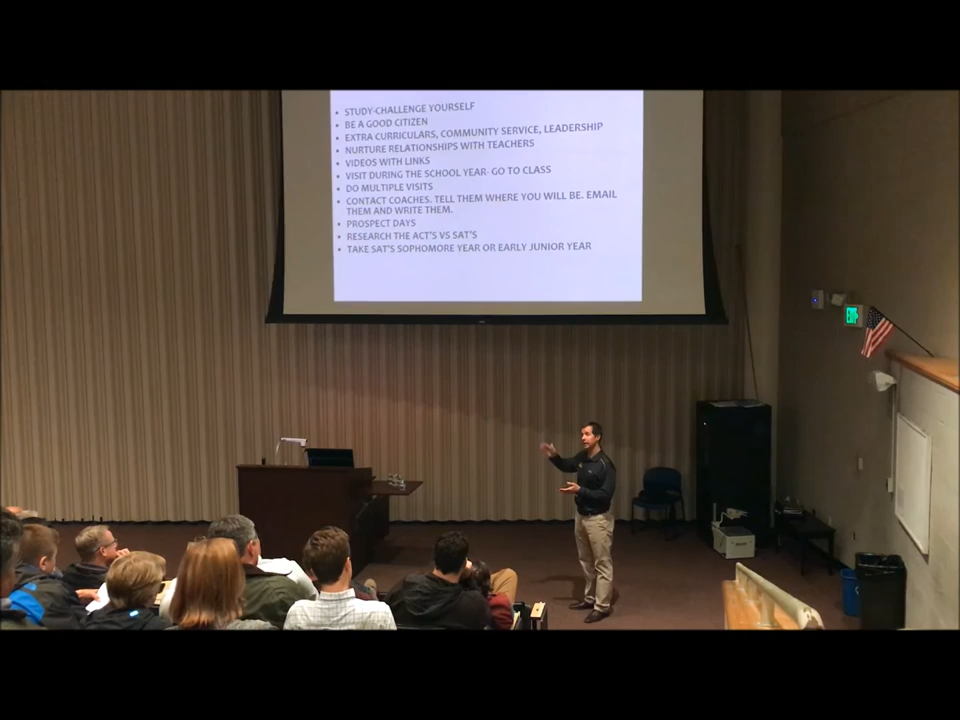 • STUDY-CHALLENGE YOURSELF
• BE A GOOD CITIZEN
• EXTRA CURRICULARS, COMMUNITY SERVICE, LEADERSHIP
• NURTURE RELATIONSHIPS WITH TEACHERS
• VIDEOS WITH LINKS
• VISIT DURING THE SCHOOL YEAR- GO TO CLASS
• DO MULTIPLE VISITS
• CONTACT COACHES. TELL THEM WHERE YOU WILL BE. EMAIL
THEM AND WRITE THEM.
• PROSPECT DAYS
• RESEARCH THE ACT'S VS SAT'S
• TAKE SAT'S SOPHOMORE YEAR OR EARLY JUNIOR YEAR